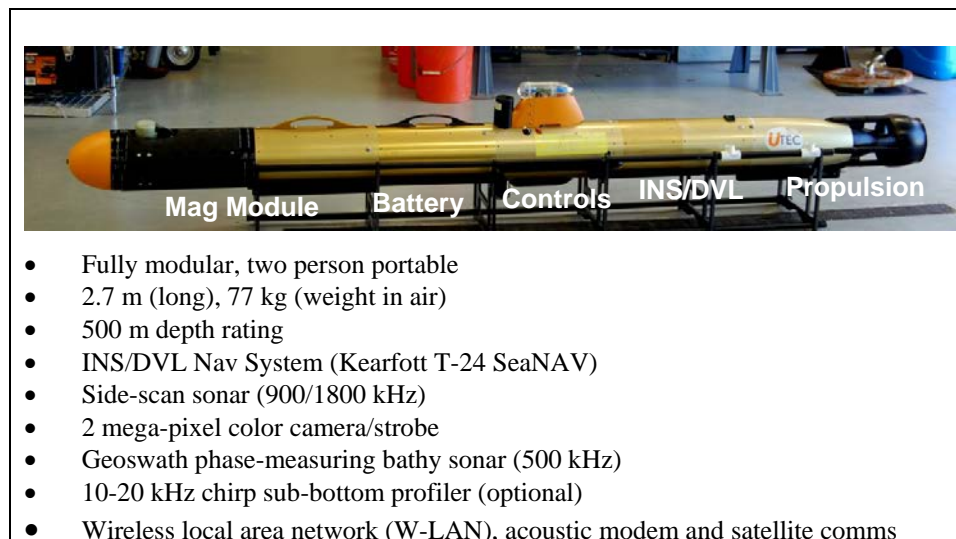 UTEC
Mag Module Battery Controls INS/DVL Propulsion
• Fully modular, two person portable
• 2.7 m (long), 77 kg (weight in air)
• 500 m depth rating
• INS/DVL Nav System (Kearfott T-24 SeaNAV)
• Side-scan sonar (900/1800 kHz)
• 2 mega-pixel color camera/strobe
• Geoswath phase-measuring bathy sonar (500 kHz)
• 10-20 kHz chirp sub-bottom profiler (optional)
• Wireless local area network (W-LAN), acoustic modem and satellite comms